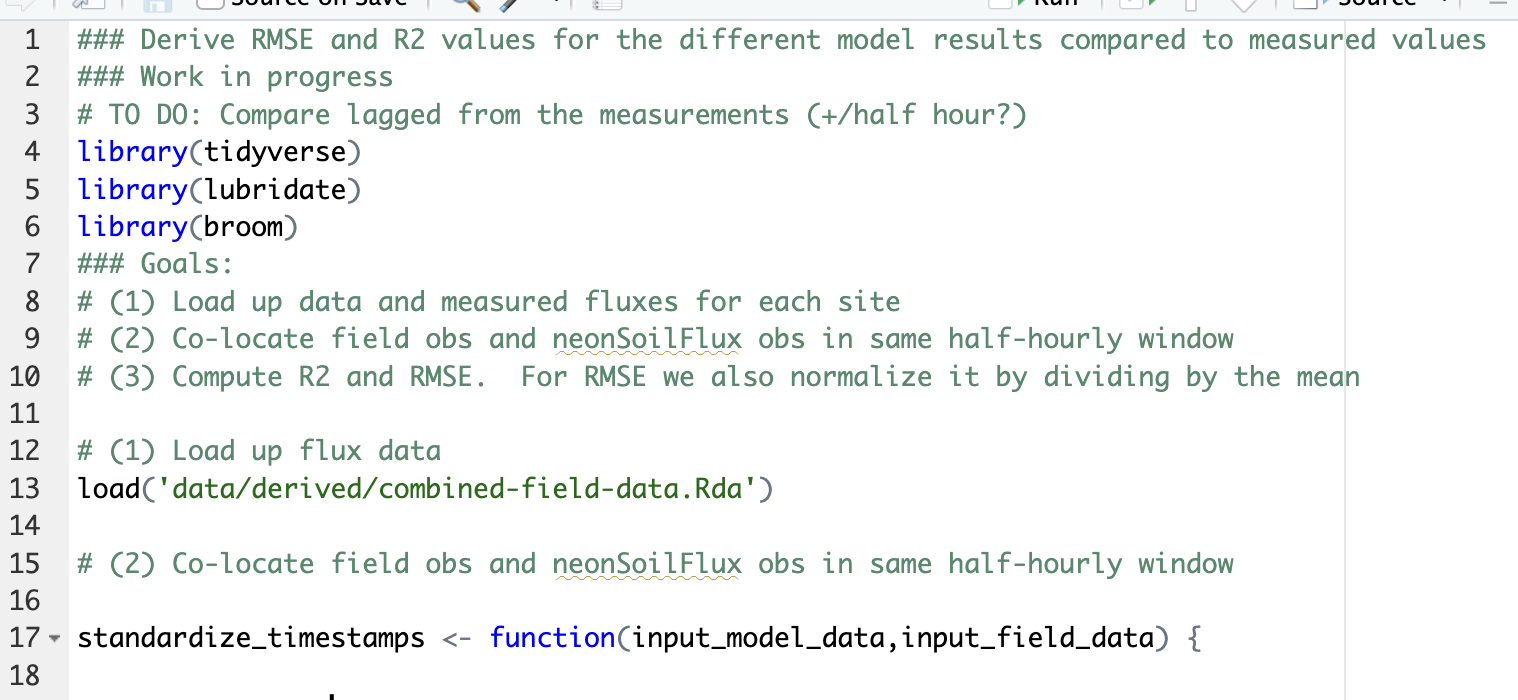 Source on Save Run Source
1 ### Derive RMSE and R2 values for the different model results compared to measured values
2 ### Work in progress
3 # TO DO: Compare lagged from the measurements (+/half hour?)
4 library(tidyverse)
5 library(lubridate)
6 library(broom)
7 ### Goals:
8 # (1) Load up data and measured fluxes for each site
9 # (2) Co-locate field obs and neonSoilFlux obs in same half-hourly window
10 # (3) Compute R2 and RMSE.  For RMSE we also normalize it by dividing by the mean
11
12 # (1) Load up flux data
13 load('data/derived/combined-field-data.Rda')
14
15 # (2) Co-locate field obs and neonSoilFlux obs in same half-hourly window
16
17 standardize_timestamps <- function(input_model_data,input_field_data) {
18